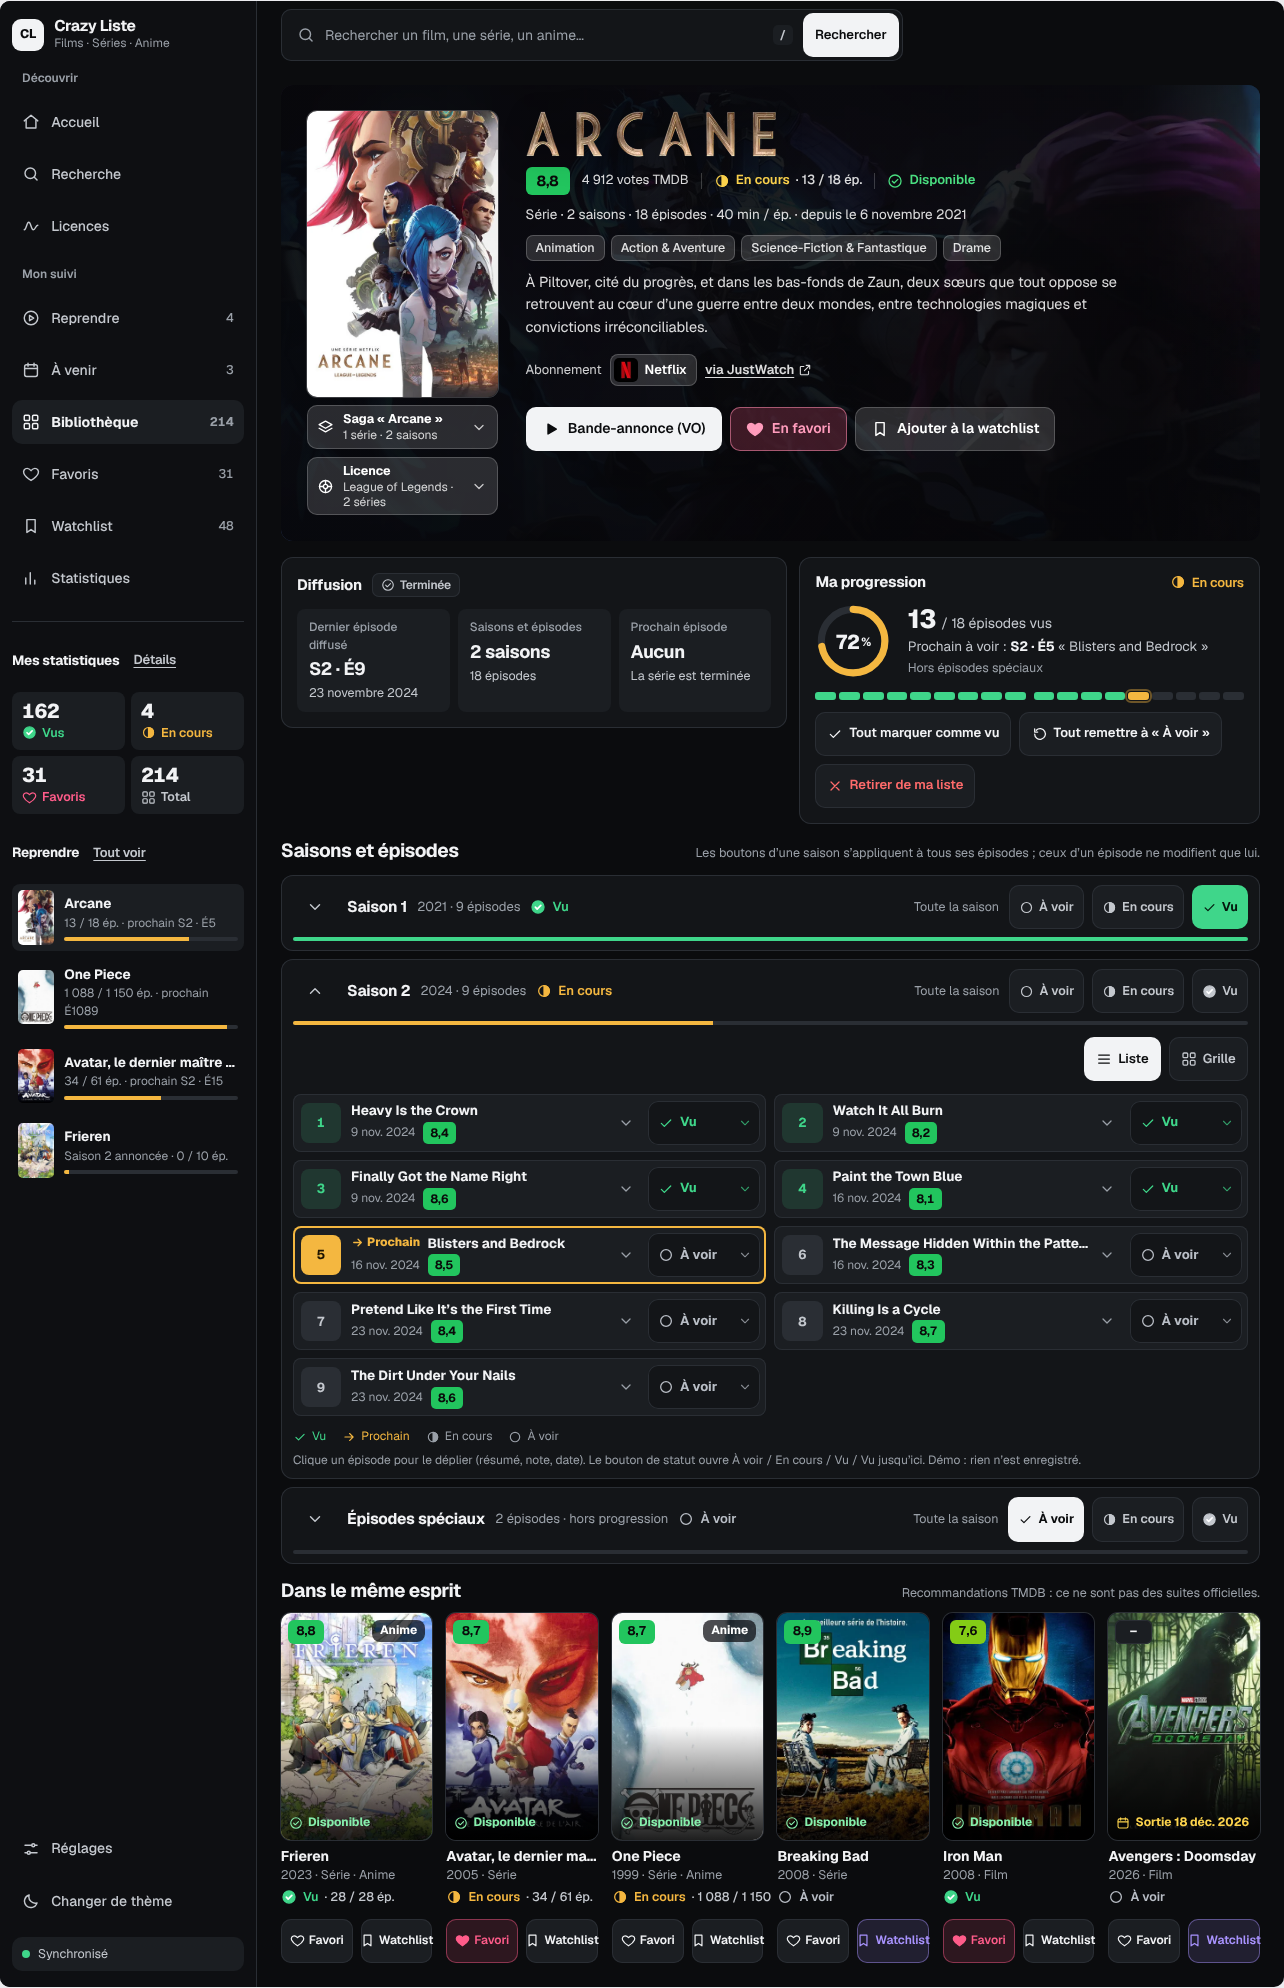 CL
Crazy Liste
Films · Séries · Anime
Découvrir
Accueil
Recherche
Licences
Mon suivi
Reprendre 4
À venir 3
Bibliothèque 214
Favoris 31
Watchlist 48
Statistiques
Mes statistiques Détails
162
Vus
4
En cours
31
Favoris
214
Total
Reprendre Tout voir
Arcane
13 / 18 ép. · prochain S2 · É5
One Piece
1 088 / 1 150 ép. · prochain
É1089
Avatar, le dernier maître ...
34 / 61 ép. · prochain S2 · É15
Frieren
Saison 2 annoncée · 0 / 10 ép.
Réglages
Changer de thème
Synchronisé
Rechercher un film, une série, un anime… / Rechercher
UNE SÉRIE NETFLIX
ARCANE
LEAGUE OF LEGENDS
Saga « Arcane »
1 série · 2 saisons
Licence
League of Legends ·
2 séries
ARCANE
8,8 4 912 votes TMDB En cours · 13 / 18 ép. Disponible
Série · 2 saisons · 18 épisodes · 40 min / ép. · depuis le 6 novembre 2021
Animation Action & Aventure Science-Fiction & Fantastique Drame
À Piltover, cité du progrès, et dans les bas-fonds de Zaun, deux sœurs que tout oppose se
retrouvent au cœur d’une guerre entre deux mondes, entre technologies magiques et
convictions irréconciliables.
Abonnement N Netflix via JustWatch
Bande-annonce (VO) En favori Ajouter à la watchlist
Diffusion Terminée
Dernier épisode
diffusé
S2 · É9
23 novembre 2024
Saisons et épisodes
2 saisons
18 épisodes
Prochain épisode
Aucun
La série est terminée
Ma progression En cours
72 %
13 / 18 épisodes vus
Prochain à voir : S2 · É5 « Blisters and Bedrock »
Hors épisodes spéciaux
Tout marquer comme vu Tout remettre à « À voir »
Retirer de ma liste
Saisons et épisodes Les boutons d’une saison s’appliquent à tous ses épisodes ; ceux d’un épisode ne modifient que lui.
Saison 1 2021 · 9 épisodes Vu Toute la saison À voir En cours Vu
Saison 2 2024 · 9 épisodes En cours Toute la saison À voir En cours Vu
Liste Grille
1 Heavy Is the Crown
9 nov. 2024 8,4 Vu
2 Watch It All Burn
9 nov. 2024 8,2 Vu
3 Finally Got the Name Right
9 nov. 2024 8,6 Vu
4 Paint the Town Blue
16 nov. 2024 8,1 Vu
5 → Prochain Blisters and Bedrock
16 nov. 2024 8,5 À voir
6 The Message Hidden Within the Patte...
16 nov. 2024 8,3 À voir
7 Pretend Like It’s the First Time
23 nov. 2024 8,4 À voir
8 Killing Is a Cycle
23 nov. 2024 8,7 À voir
9 The Dirt Under Your Nails
23 nov. 2024 8,6 À voir
Vu → Prochain En cours À voir
Clique un épisode pour le déplier (résumé, note, date). Le bouton de statut ouvre À voir / En cours / Vu / Vu jusqu’ici. Démo : rien n’est enregistré.
Épisodes spéciaux 2 épisodes · hors progression À voir Toute la saison À voir En cours Vu
Dans le même esprit Recommandations TMDB : ce ne sont pas des suites officielles.
8,8 Anime
FRIEREN
Disponible
Frieren
2023 · Série · Anime
Vu · 28 / 28 ép.
Favori Watchlist
8,7
AVATAR
Disponible
Avatar, le dernier ma...
2005 · Série
En cours · 34 / 61 ép.
Favori Watchlist
8,7 Anime
ONE PIECE
Disponible
One Piece
1999 · Série · Anime
En cours · 1 088 / 1 150
Favori Watchlist
8,9
eilleure série de l'histoire.
Breaking
Bad
Disponible
Breaking Bad
2008 · Série
À voir
Favori Watchlist
7,6
Disponible
Iron Man
2008 · Film
Vu
Favori Watchlist
–
MARVEL STUDIOS
AVENGERS
DOOMSDAY
Sortie 18 déc. 2026
Avengers : Doomsday
2026 · Film
À voir
Favori Watchlist